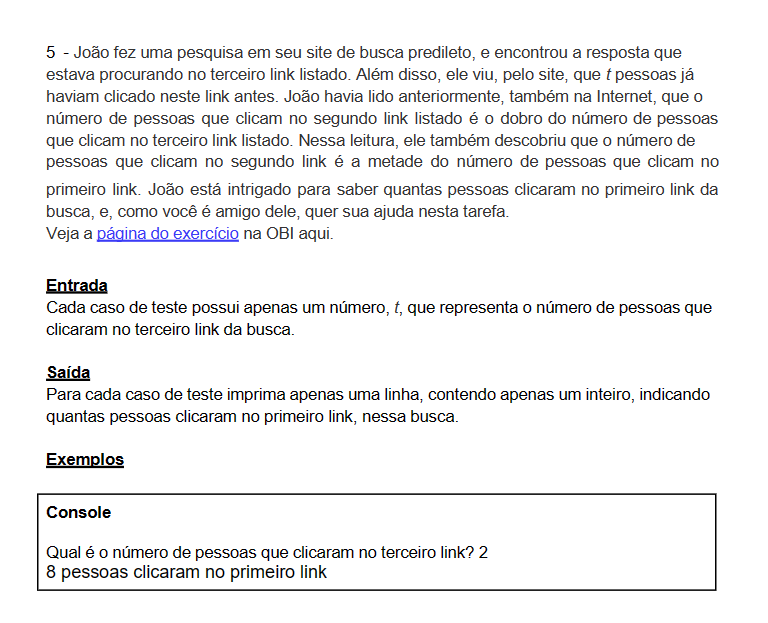 5 - João fez uma pesquisa em seu site de busca predileto, e encontrou a resposta que
estava procurando no terceiro link listado. Além disso, ele viu, pelo site, que t pessoas já
haviam clicado neste link antes. João havia lido anteriormente, também na Internet, que o
número de pessoas que clicam no segundo link listado é o dobro do número de pessoas
que clicam no terceiro link listado. Nessa leitura, ele também descobriu que o número de
pessoas que clicam no segundo link é a metade do número de pessoas que clicam no
primeiro link. João está intrigado para saber quantas pessoas clicaram no primeiro link da
busca, e, como você é amigo dele, quer sua ajuda nesta tarefa.
Veja a página do exercício na OBI aqui.
Entrada
Cada caso de teste possui apenas um número, t, que representa o número de pessoas que
clicaram no terceiro link da busca.
Saída
Para cada caso de teste imprima apenas uma linha, contendo apenas um inteiro, indicando
quantas pessoas clicaram no primeiro link, nessa busca.
Exemplos
Console
Qual é o número de pessoas que clicaram no terceiro link? 2
8 pessoas clicaram no primeiro link